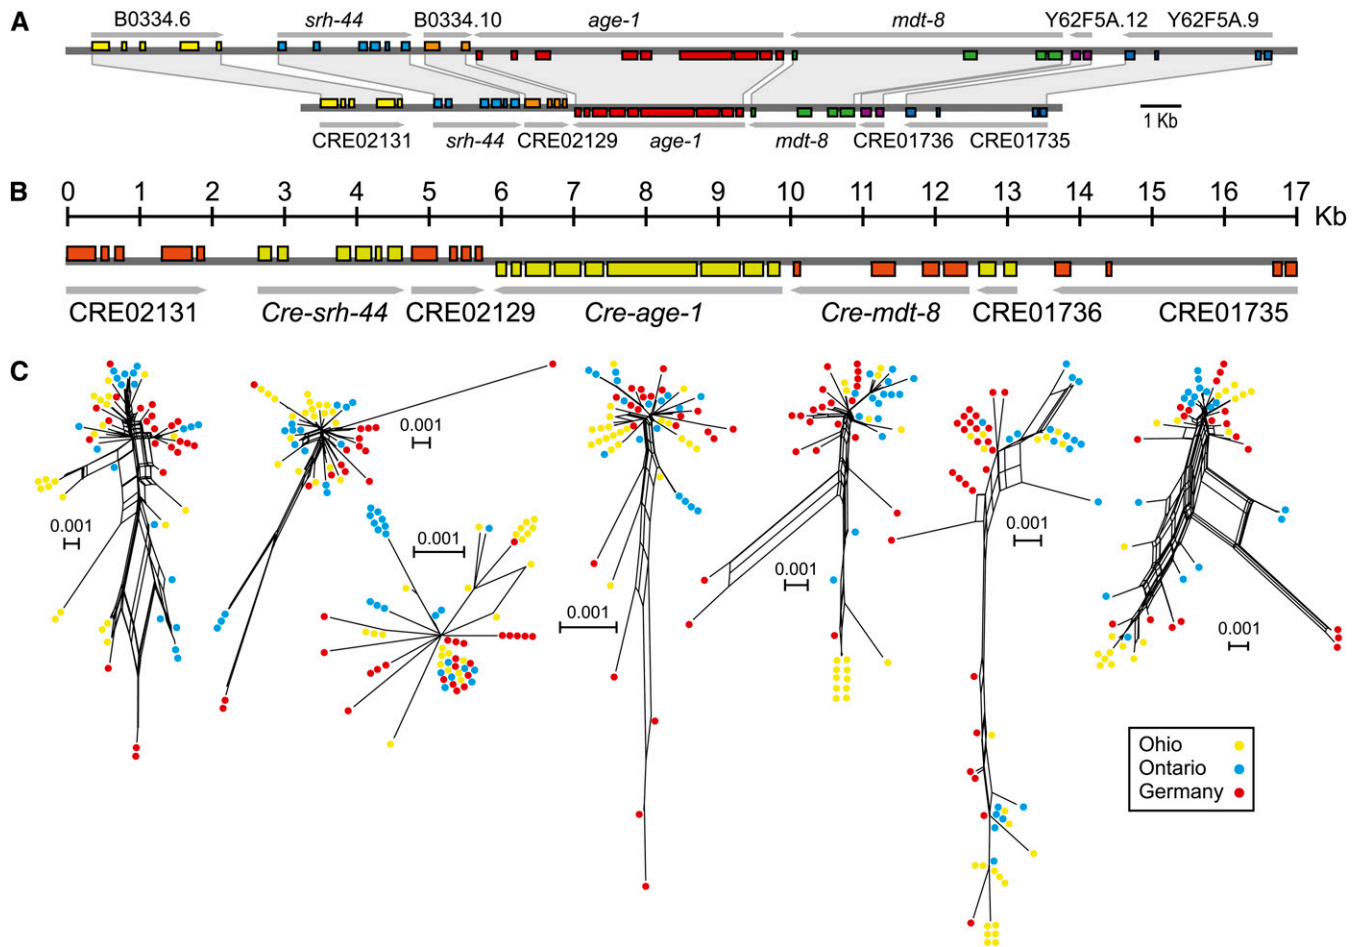 A
B0334.6 srh-44 B0334.10 age-1 mdt-8 Y62F5A.12 Y62F5A.9
1 Kb
CRE02131 srh-44 CRE02129 age-1 mdt-8 CRE01736 CRE01735
B
0 1 2 3 4 5 6 7 8 9 10 11 12 13 14 15 16 17 Kb
CRE02131 Cre-srh-44 CRE02129 Cre-age-1 Cre-mdt-8 CRE01736 CRE01735
C
0.001
0.001
0.001
0.001
0.001
0.001
0.001
Ohio
Ontario
Germany